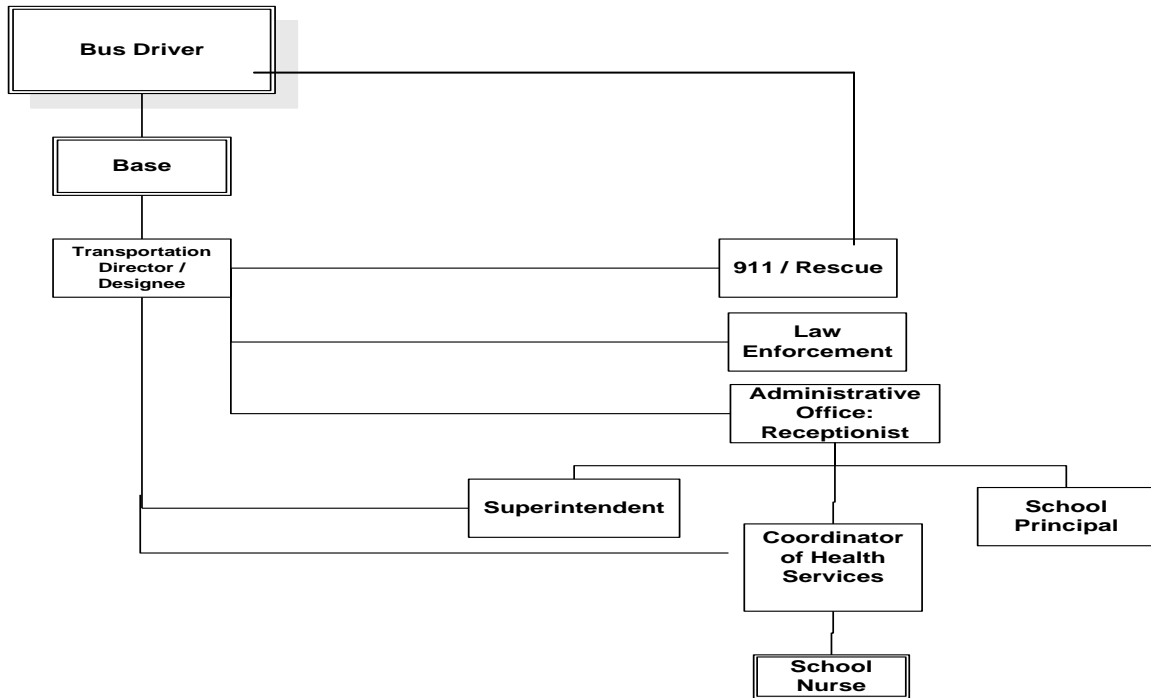 Bus Driver
Base
Transportation
Director /
Designee
911 / Rescue
Law
Enforcement
Administrative
Office:
Receptionist
Superintendent
School
Principal
Coordinator
of Health
Services
School
Nurse